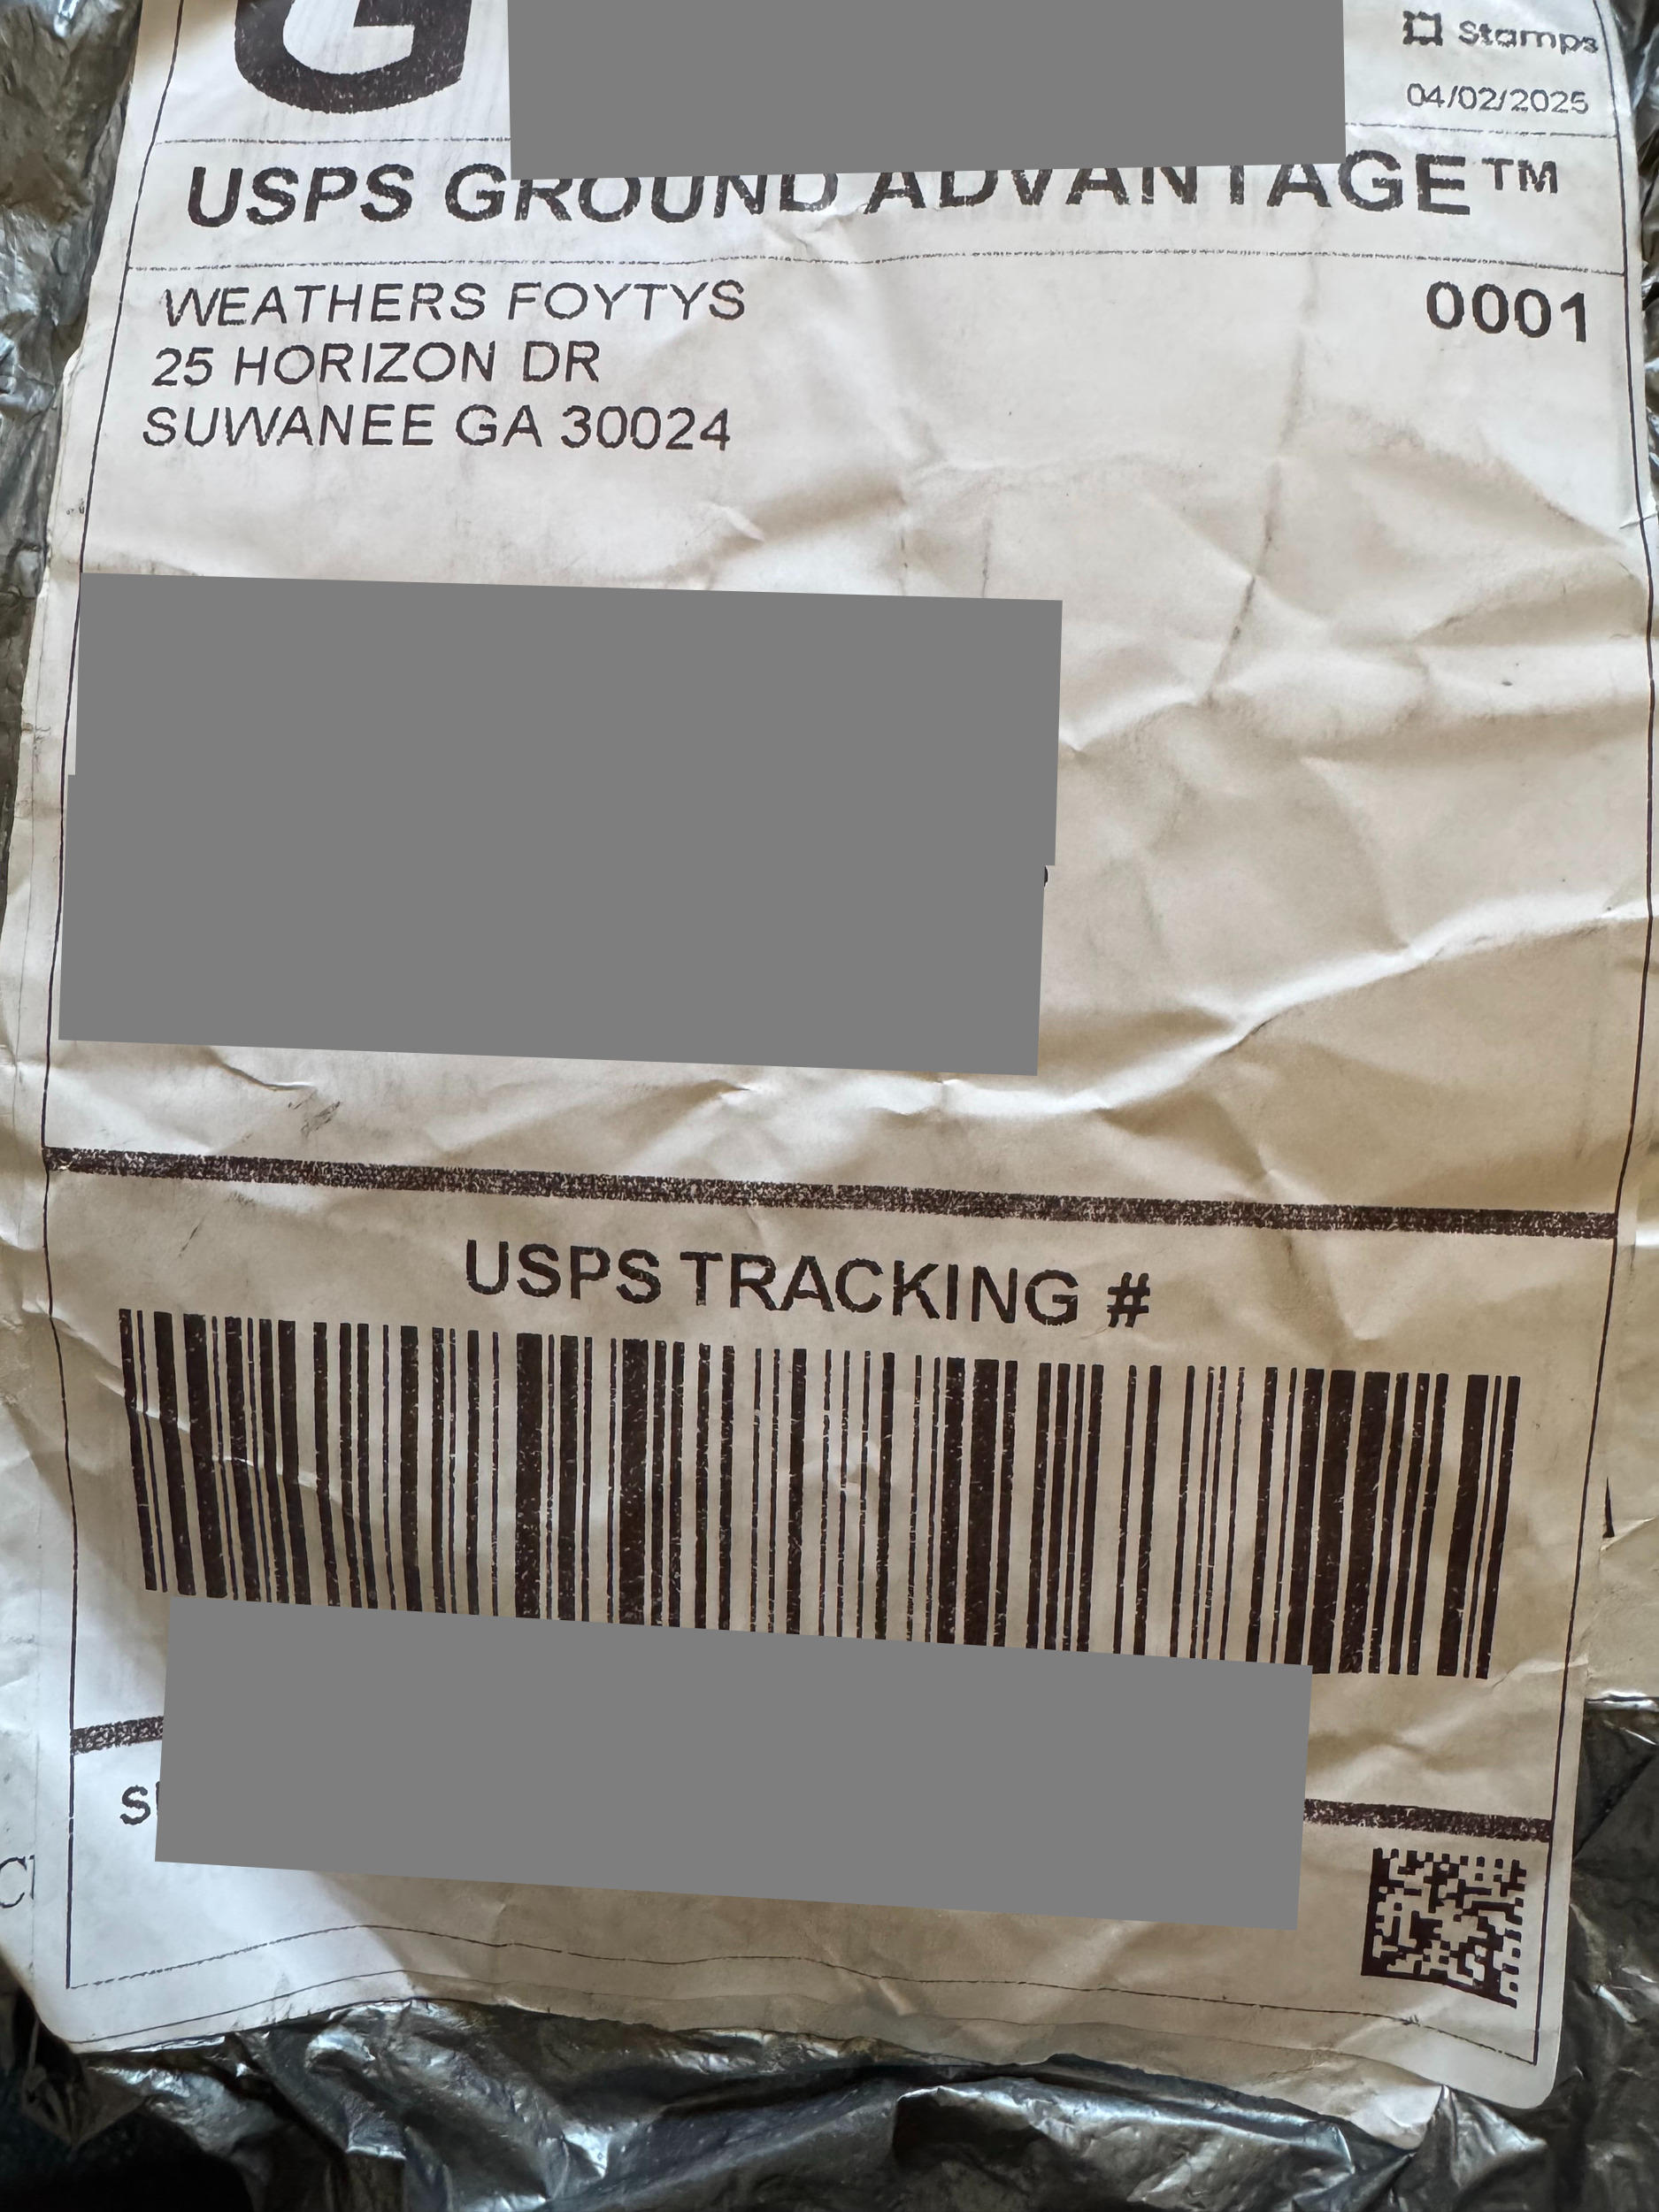 G
Stamps
04/02/2025
USPS GROUND ADVANTAGE™
WEATHERS FOYTYS
0001
25 HORIZON DR
SUWANEE GA 30024
USPS TRACKING #